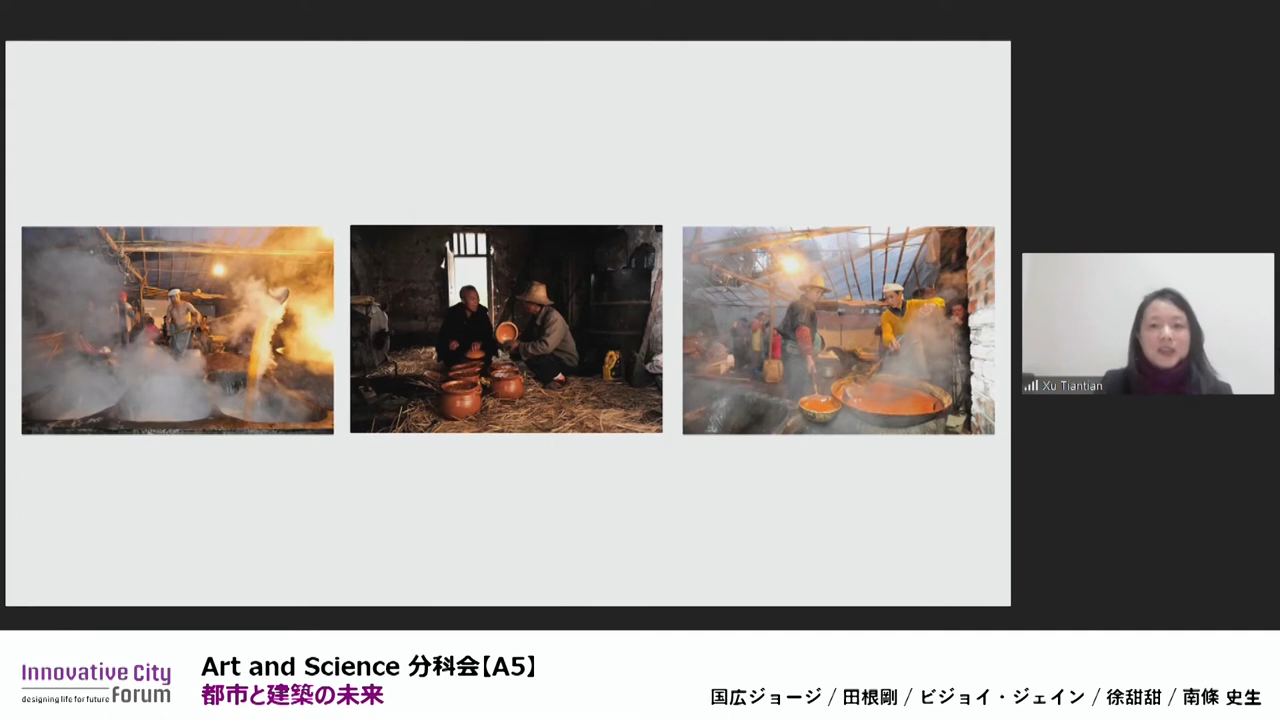 Xu Tiantian
Innovative City
designing life for future forum
Art and Science 分科会【A5】
都市と建築の未来
国広ジョージ / 田根剛 / ビジョイ・ジェイン / 徐甜甜 / 南條 史生